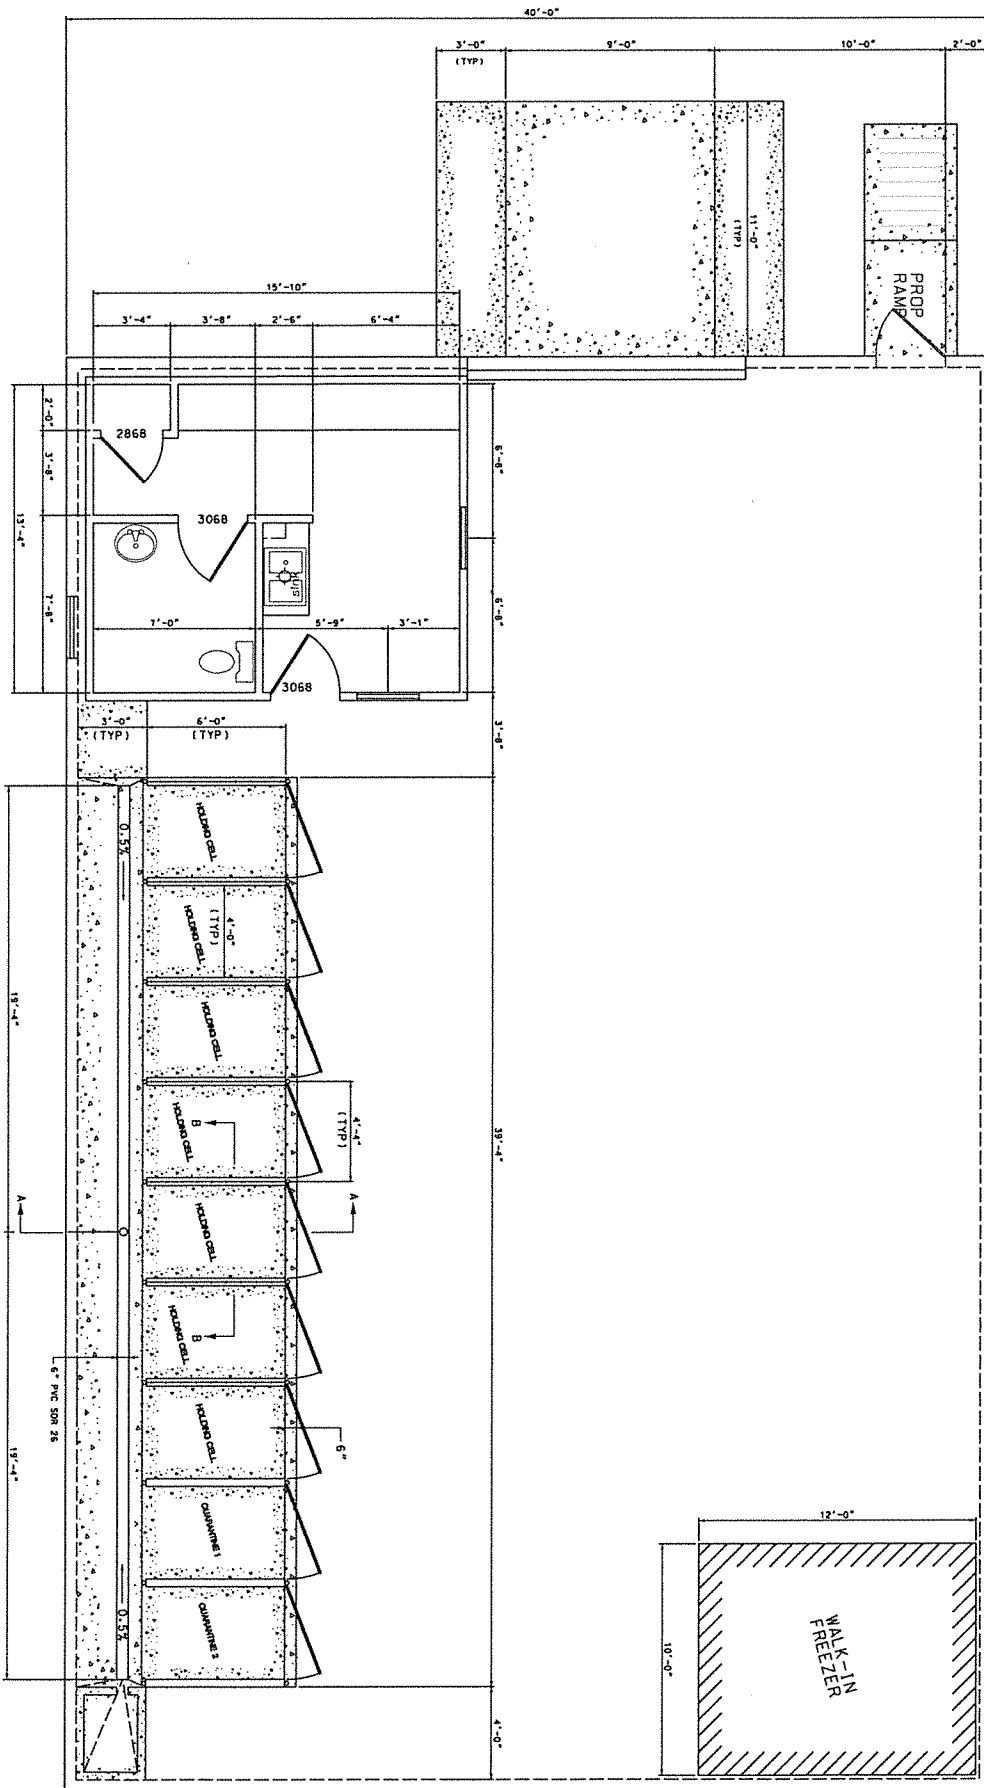 40'-0"
3'-0"
(TYP)
9'-0"
10'-0"
2'-0"
11'-0"
(TYP)
PROP
RAMP
15'-10"
3'-4"
3'-8"
2'-6"
6'-4"
2'-0"
3'-8"
13'-4"
7'-8"
2868
3068
sink
7'-0"
5'-9"
3'-1"
3068
6'-8"
6'-8"
3'-8"
3'-0"
(TYP)
6'-0"
(TYP)
HOLDING CELL
0.5%
HOLDING CELL
4'-0"
(TYP)
HOLDING CELL
19'-4"
HOLDING CELL
B
4'-4"
(TYP)
39'-4"
A
A
HOLDING CELL
HOLDING CELL
B
6" PVC SDR 26
HOLDING CELL
6"
19'-4"
QUARANTINE 1
0.5%
QUARANTINE 2
4'-0"
12'-0"
10'-0"
WALK-IN
FREEZER